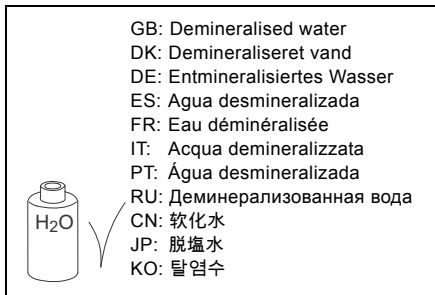 GB: Demineralised water
DK: Demineraliseret vand
DE: Entmineralisiertes Wasser
ES: Agua desmineralizada
FR: Eau déminéralisée
IT: Acqua demineralizzata
PT: Água desmineralizada
RU: Деминерализованная вода
CN: 软化水
JP: 脱塩水
KO: 탈염수
H₂O